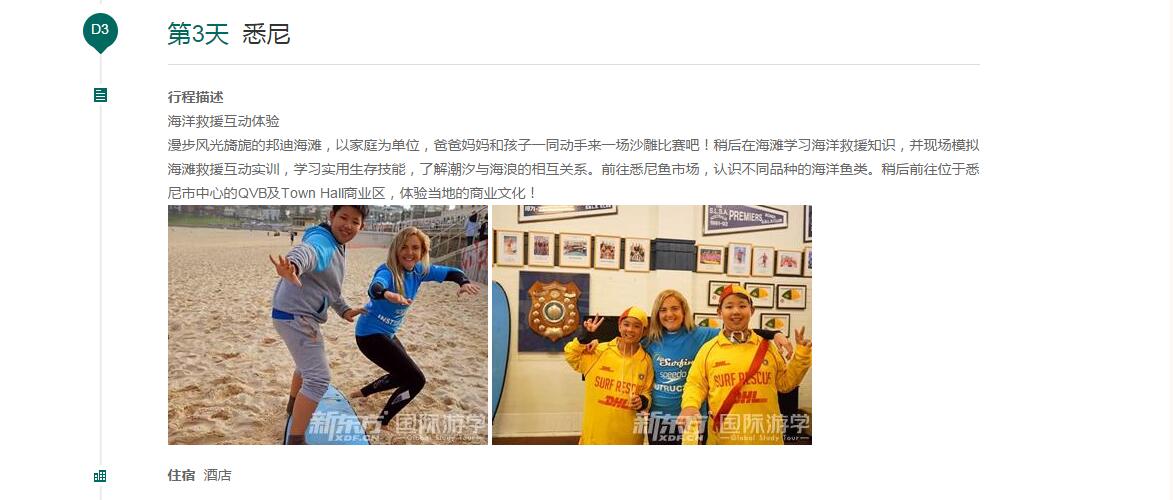 D3
第3天 悉尼
行程描述
海洋救援互动体验
漫步风光旖旎的邦迪海滩，以家庭为单位，爸爸妈妈和孩子一同动手来一场沙雕比赛吧！稍后在海滩学习海洋救援知识，并现场模拟
海滩救援互动实训，学习实用生存技能，了解潮汐与海浪的相互关系。前往悉尼鱼市场，认识不同品种的海洋鱼类。稍后前往位于悉
尼市中心的QVB及Town Hall商业区，体验当地的商业文化！
PREMIERS
SURF RESCUE
DHL
Surfin
speedo
SURF RESCUE
DHL
新东方 国际游学
XDF.CN Global Study Tour
新东方 国际游学
XDF.CN Global Study Tour
住宿 酒店